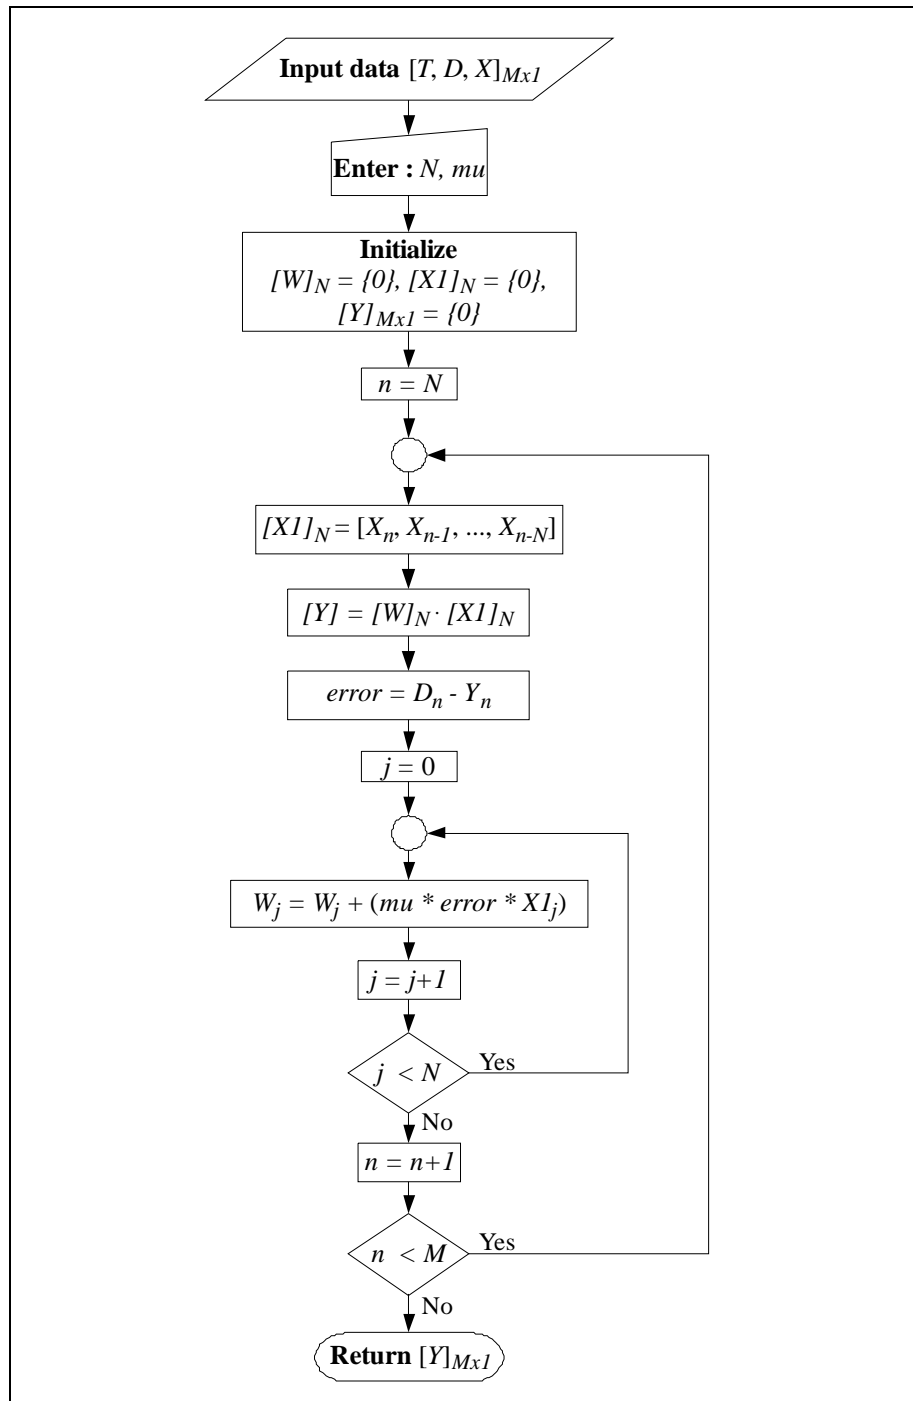 Input data [T, D, X]Mx1
Enter : N, mu
Initialize
[W]N = {0}, [X1]N = {0},
[Y]Mx1 = {0}
n = N
[X1]N = [Xn, Xn-1, ..., Xn-N]
[Y] = [W]N · [X1]N
error = Dn - Yn
j = 0
Wj = Wj + (mu * error * X1j)
j = j+1
j < N
Yes
No
n = n+1
n < M
Yes
No
Return [Y]Mx1